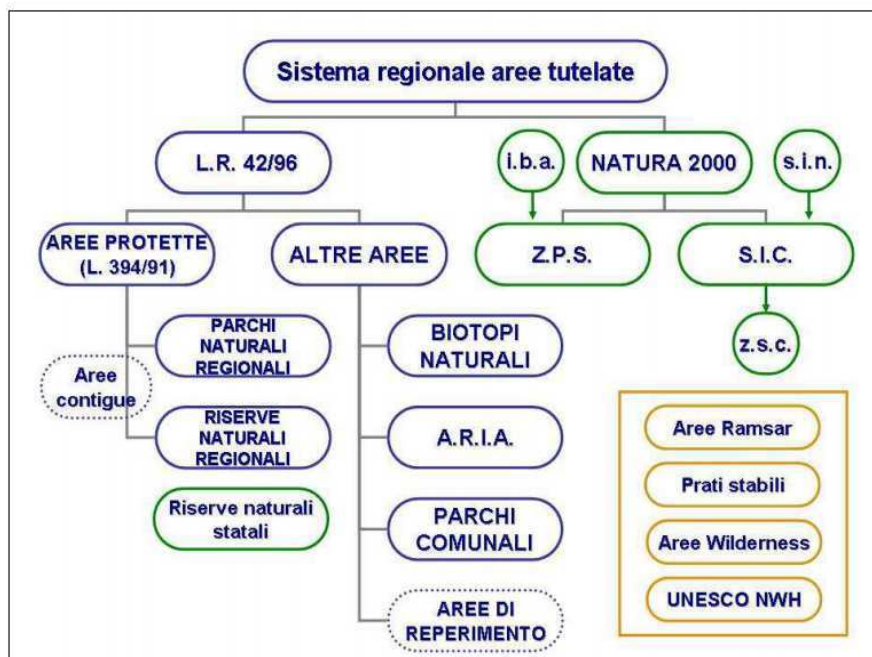 Sistema regionale aree tutelate
L.R. 42/96
i.b.a.
NATURA 2000
s.i.n.
AREE PROTETTE
(L. 394/91)
ALTRE AREE
Z.P.S.
S.I.C.
PARCHI
NATURALI
REGIONALI
BIOTOPI
NATURALI
z.s.c.
Aree
contigue
RISERVE
NATURALI
REGIONALI
A.R.I.A.
Aree Ramsar
Prati stabili
Riserve naturali
statali
PARCHI
COMUNALI
Aree Wilderness
UNESCO NWH
AREE DI
REPERIMENTO